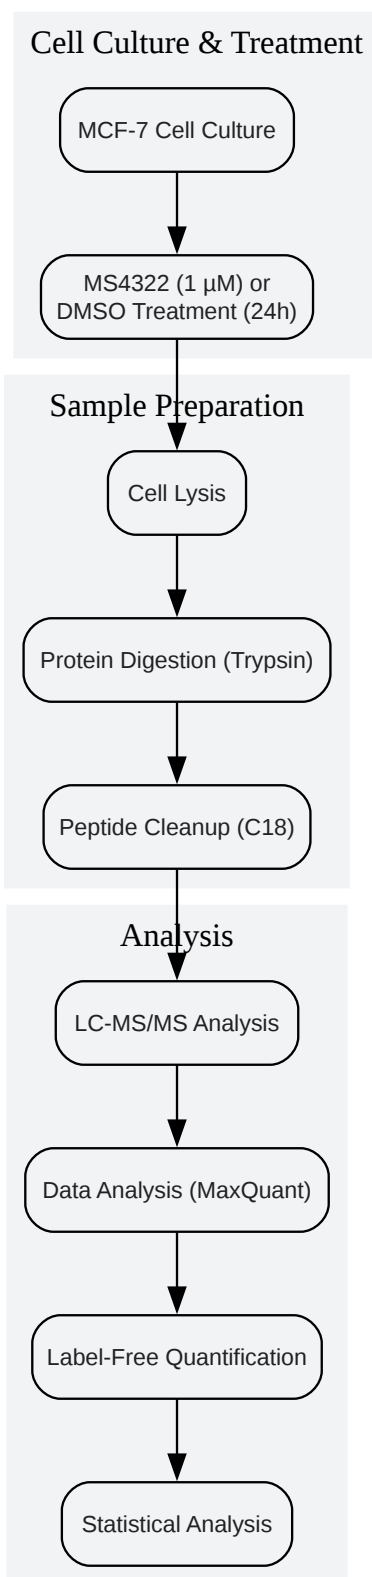 Cell Culture & Treatment
MCF-7 Cell Culture
MS4322 (1 µM) or
DMSO Treatment (24h)
Sample Preparation
Cell Lysis
Protein Digestion (Trypsin)
Peptide Cleanup (C18)
Analysis
LC-MS/MS Analysis
Data Analysis (MaxQuant)
Label-Free Quantification
Statistical Analysis